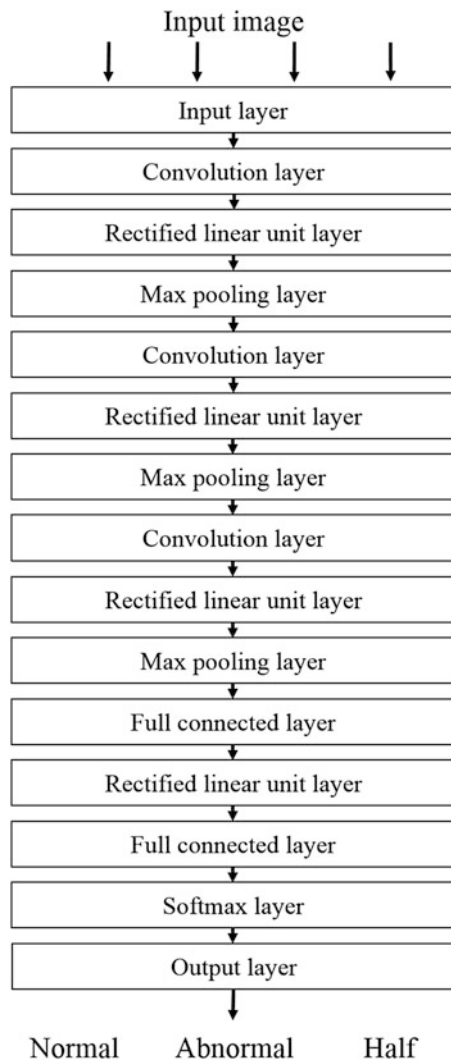 Input image
Input layer
Convolution layer
Rectified linear unit layer
Max pooling layer
Convolution layer
Rectified linear unit layer
Max pooling layer
Convolution layer
Rectified linear unit layer
Max pooling layer
Full connected layer
Rectified linear unit layer
Full connected layer
Softmax layer
Output layer
Normal Abnormal Half